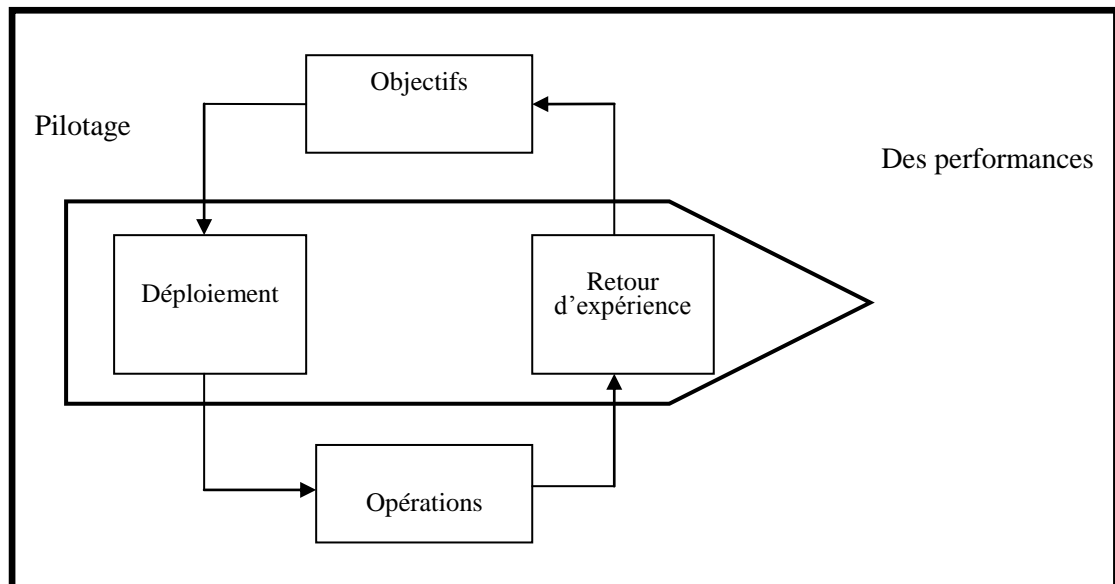 Objectifs
Pilotage
Des performances
Déploiement
Retour
d’expérience
Opérations